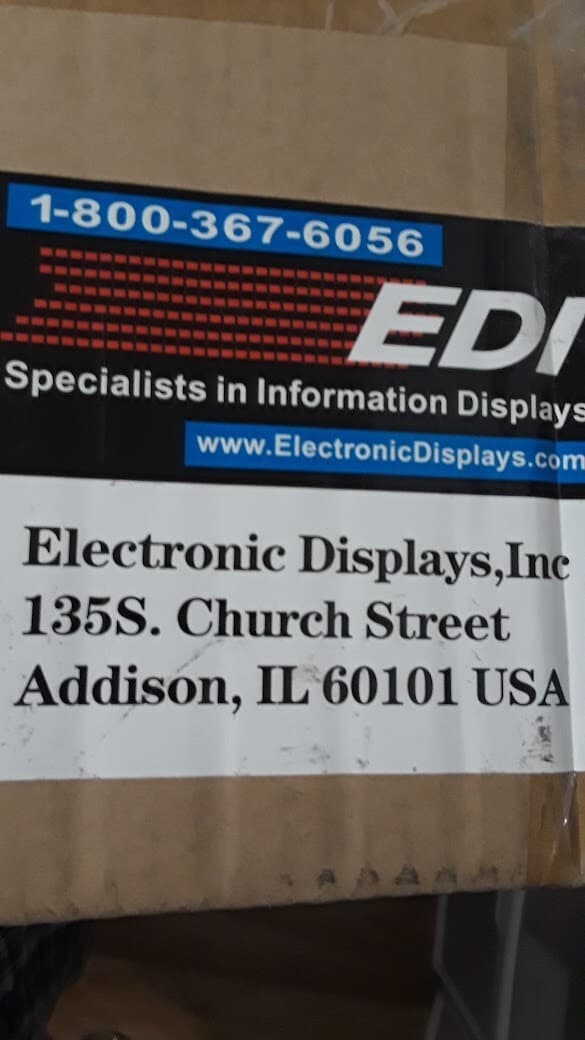 1-800-367-6056
EDI
Specialists in Information Displays
www.ElectronicDisplays.com
Electronic Displays,Inc
135S. Church Street
Addison, IL 60101 USA